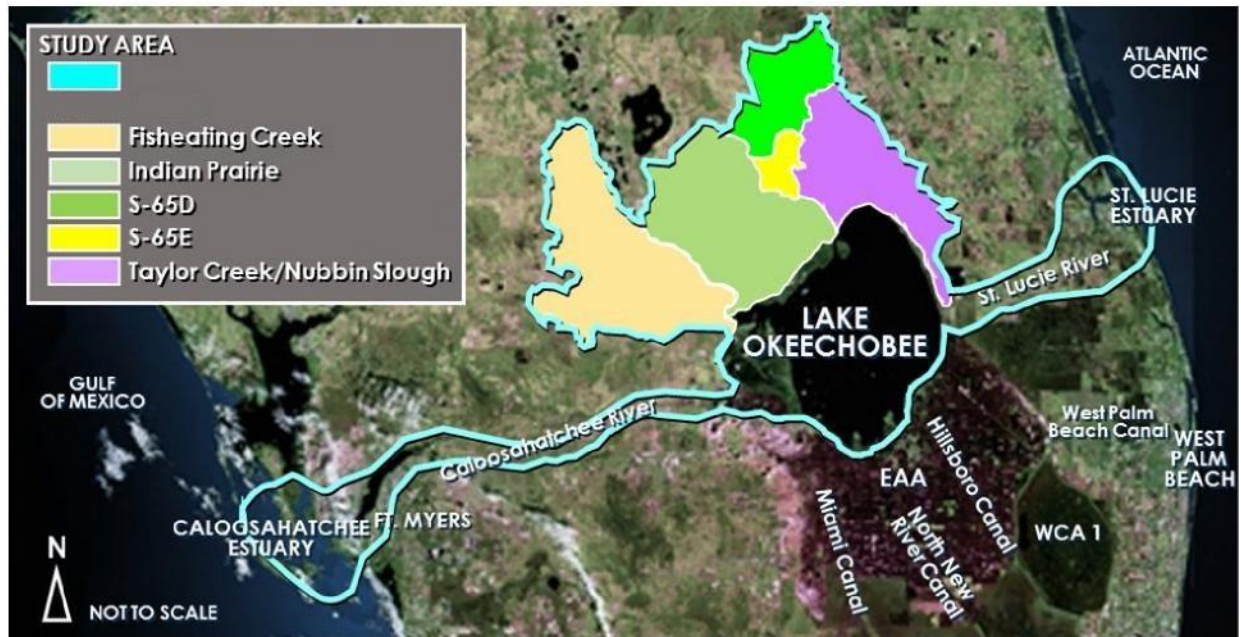 STUDY AREA
Fisheating Creek
Indian Prairie
S-65D
S-65E
Taylor Creek/Nubbin Slough
ATLANTIC
OCEAN
ST. LUCIE
ESTUARY
St. Lucie River
LAKE
OKEECHOBEE
GULF
OF MEXICO
Caloosahatchee River
West Palm
Beach Canal
WEST
PALM
BEACH
Hillsboro Canal
EAA
CALOOSAHATCHEE
ESTUARY
FT. MYERS
Miami Canal
North New
River Canal
WCA 1
N
NOT TO SCALE